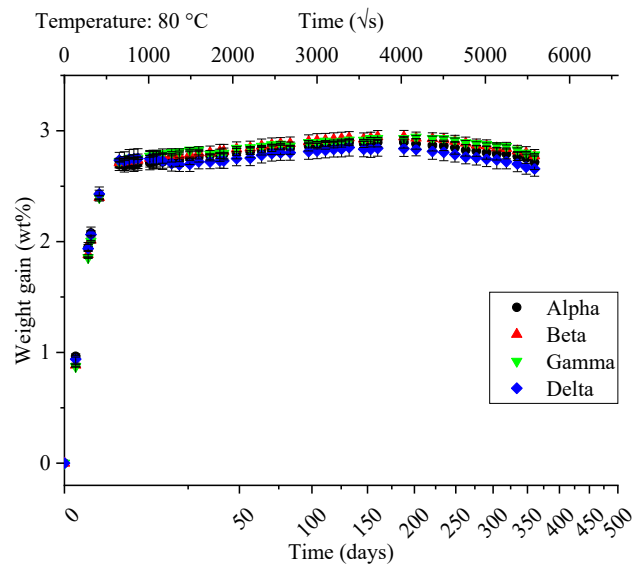 Temperature: 80 °C
Time (√s)
0 1000 2000 3000 4000 5000 6000
Weight gain (wt%)
3
2
1
0
Alpha
Beta
Gamma
Delta
0 50 100 150 200 250 300 350 400 450 500
Time (days)